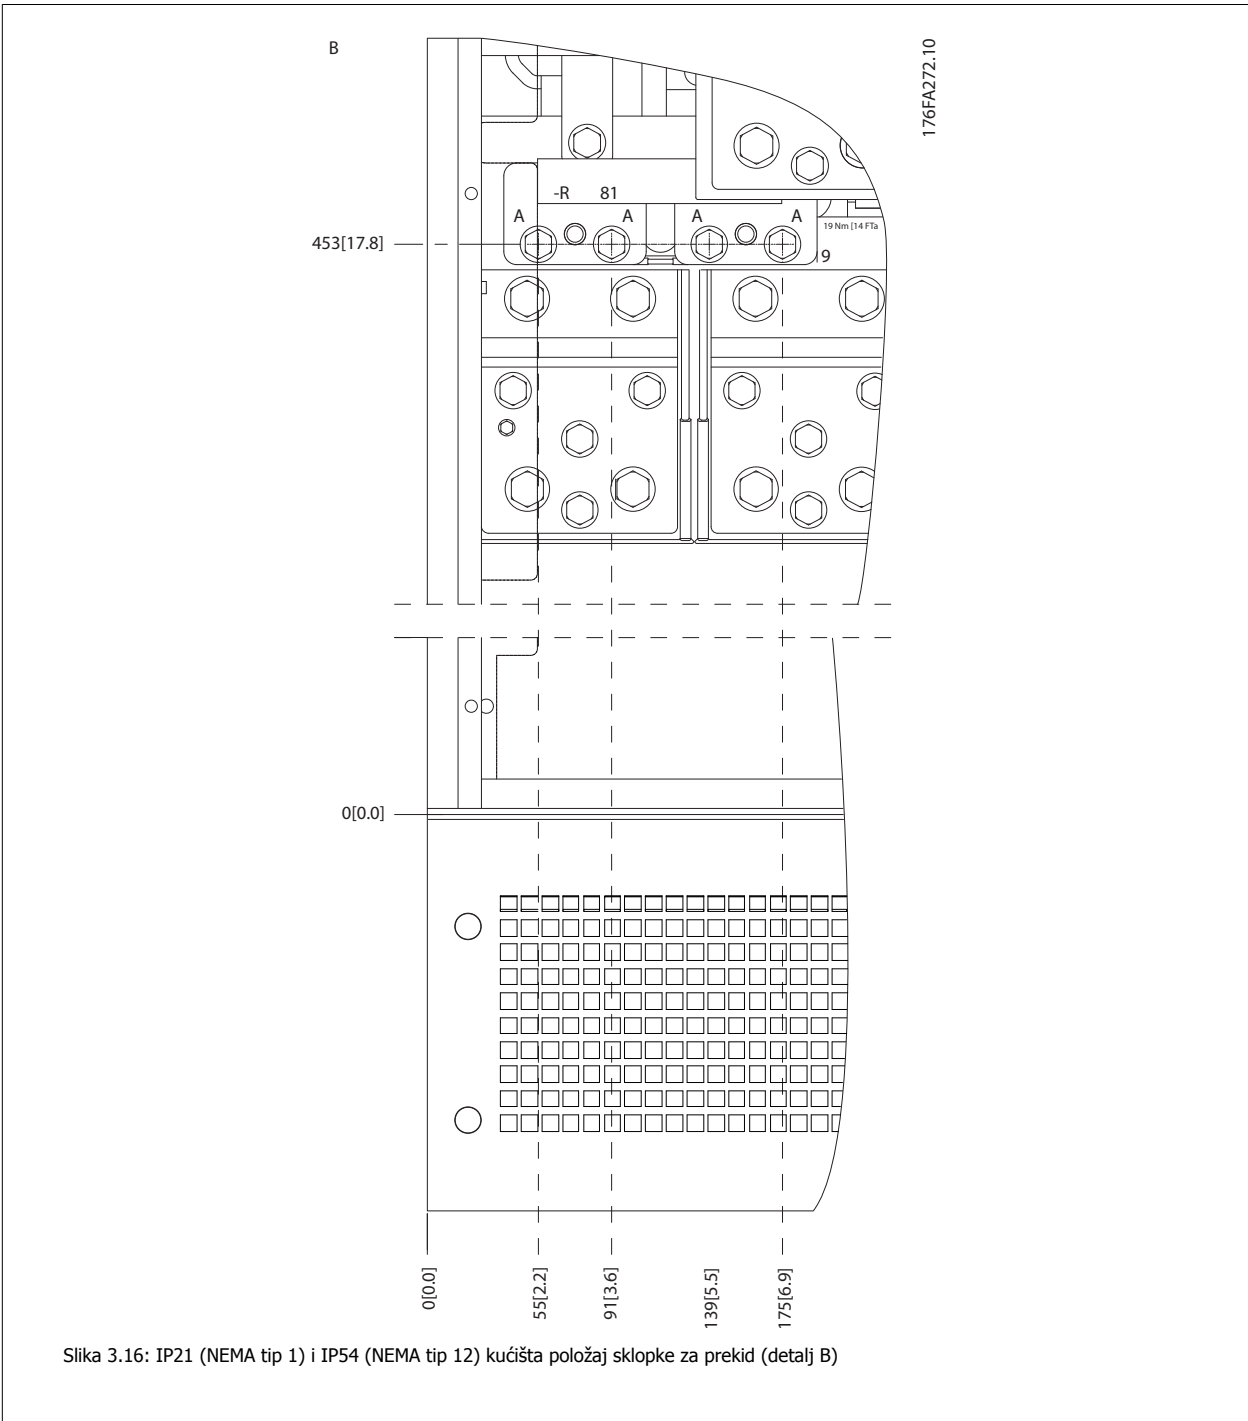 B
176FA272.10
-R 81
A A A A
19 Nm [14 FTa
453[17.8]
19
0[0.0]
0[0.0]
55[2.2]
91[3.6]
139[5.5]
175[6.9]
Slika 3.16: IP21 (NEMA tip 1) i IP54 (NEMA tip 12) kućišta položaj sklopke za prekid (detalj B)